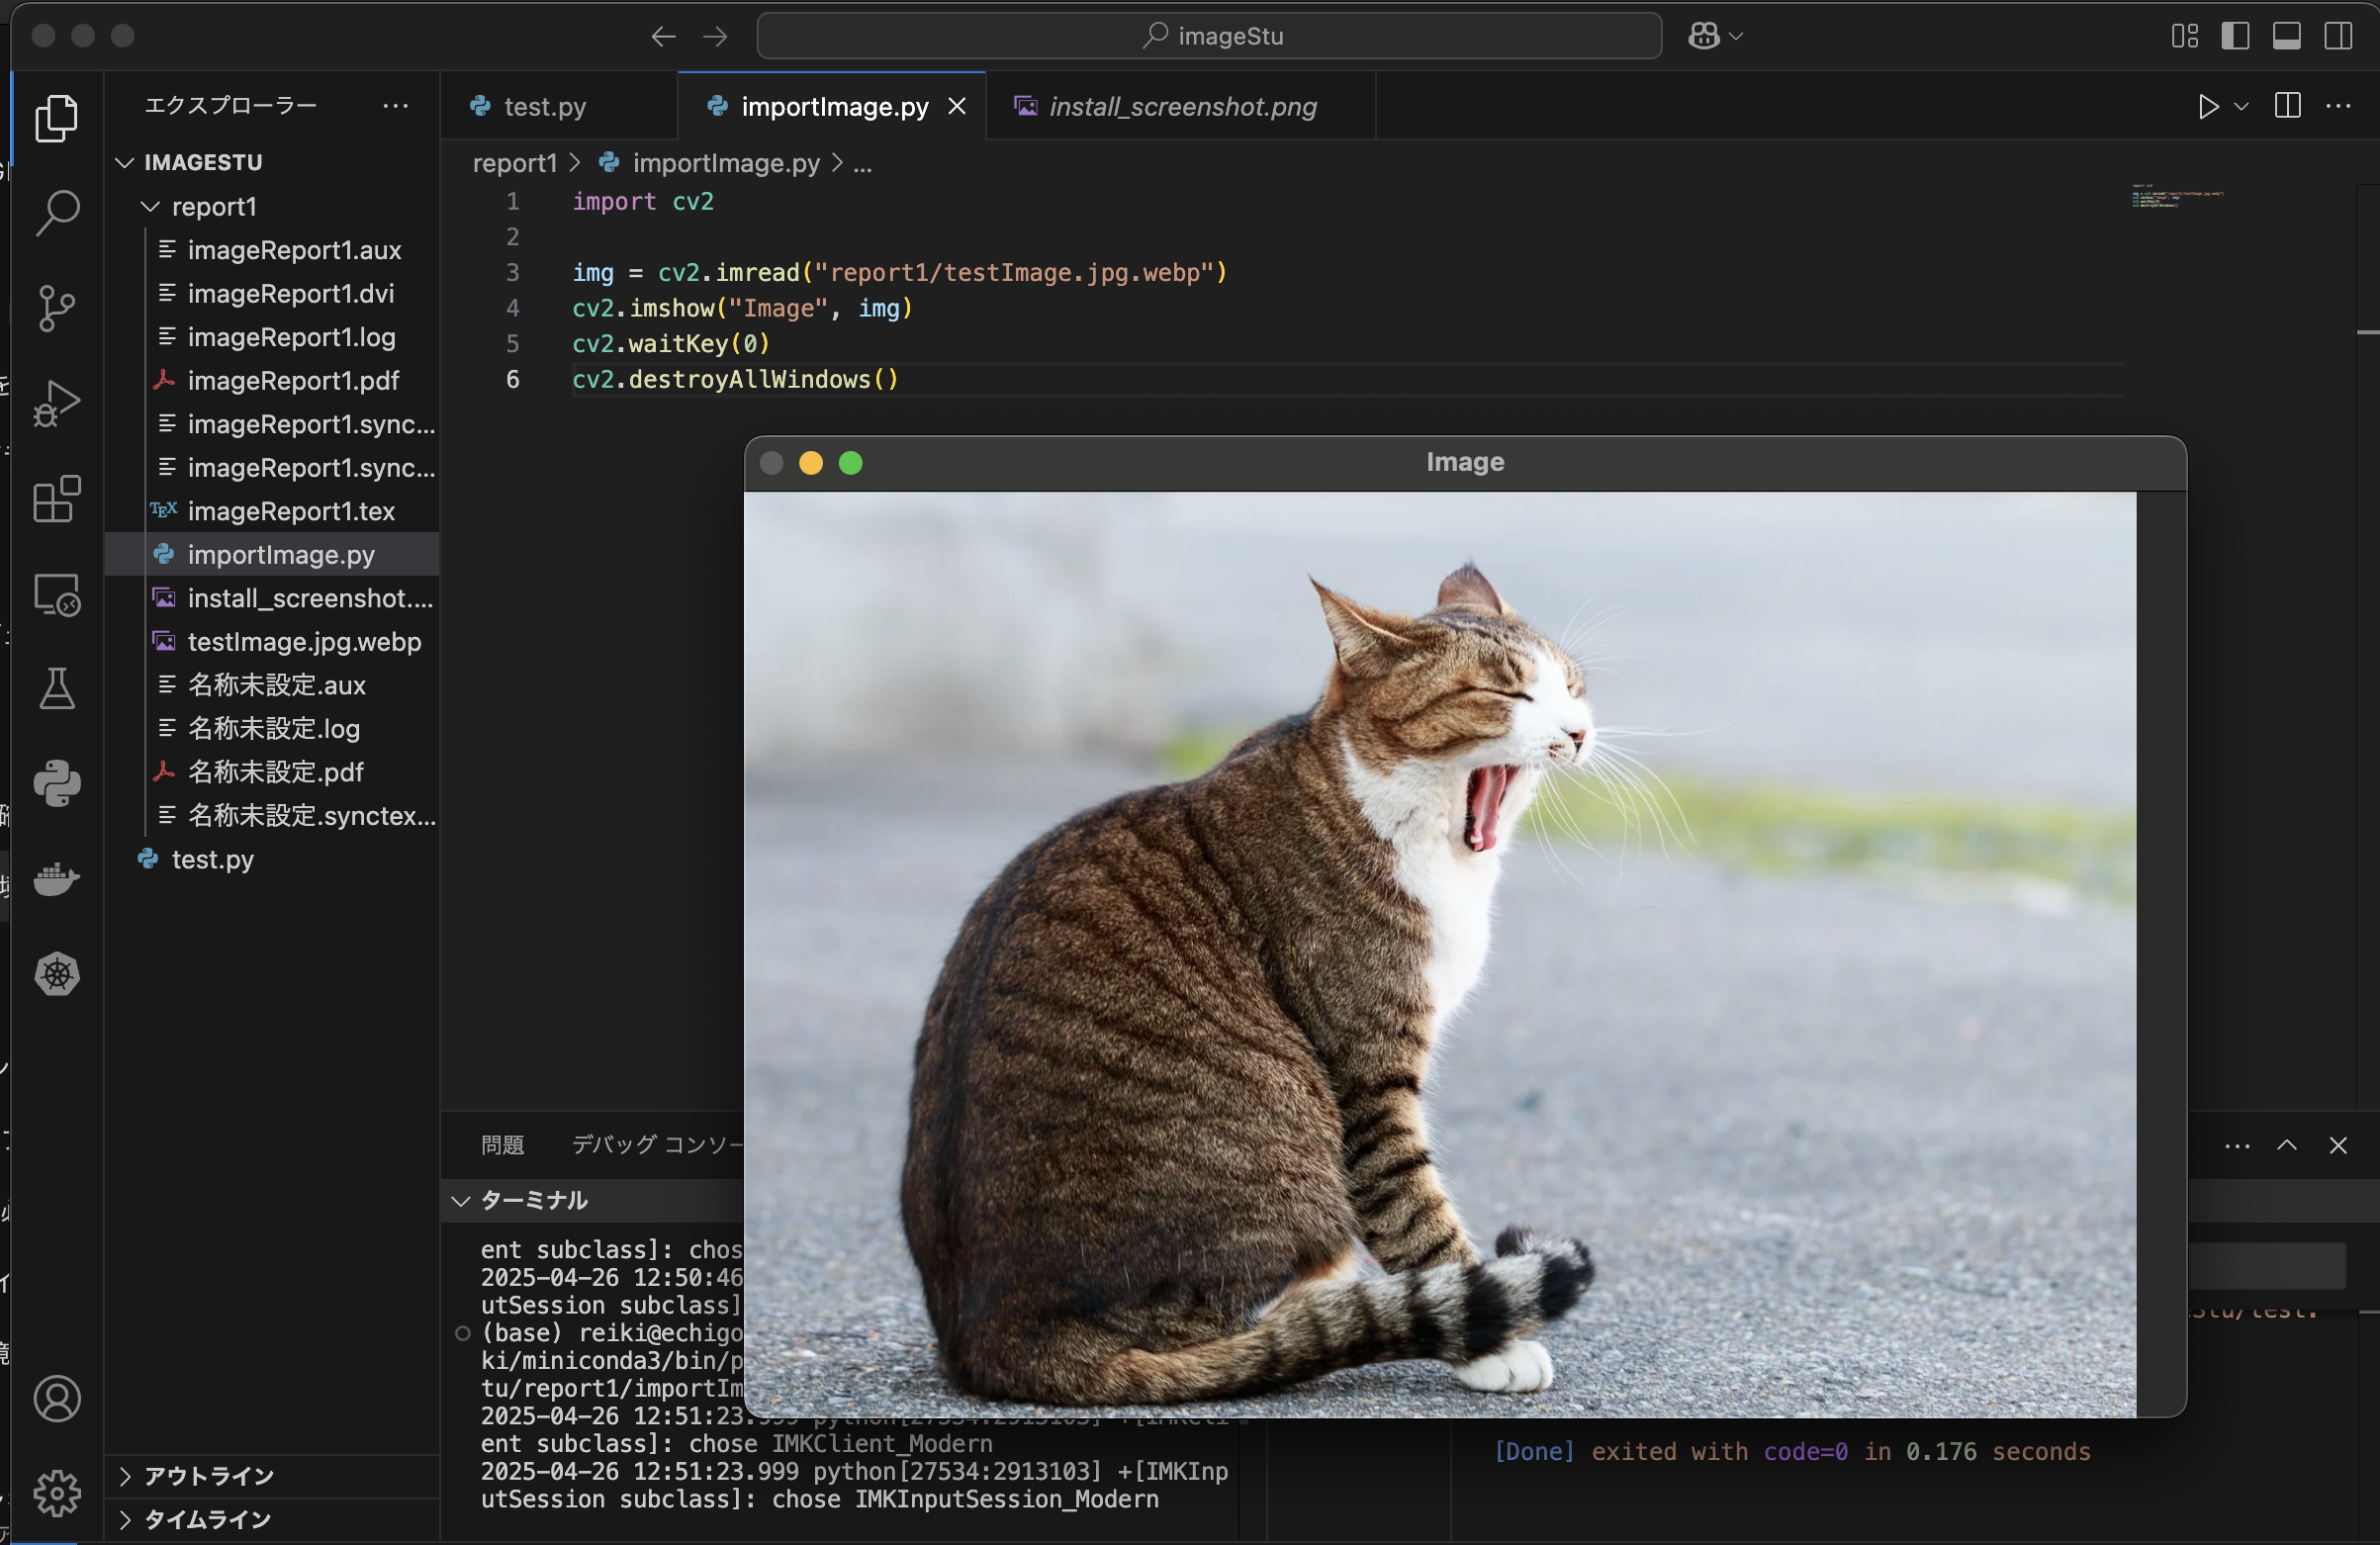 imageStu
エクスプローラー
test.py
importImage.py
install_screenshot.png
IMAGESTU
report1
imageReport1.aux
imageReport1.dvi
imageReport1.log
imageReport1.pdf
imageReport1.sync...
imageReport1.sync...
imageReport1.tex
importImage.py
install_screenshot....
testImage.jpg.webp
名称未設定.aux
名称未設定.log
名称未設定.pdf
名称未設定.synctex...
test.py
アウトライン
タイムライン
report1 > importImage.py > ...
1 import cv2
2
3 img = cv2.imread("report1/testImage.jpg.webp")
4 cv2.imshow("Image", img)
5 cv2.waitKey(0)
6 cv2.destroyAllWindows()
Image
問題 デバッグ コンソー
ターミナル
ent subclass]: chos
2025-04-26 12:50:46
utSession subclass]
(base) reiki@echigo
ki/miniconda3/bin/p
tu/report1/importIm
2025-04-26 12:51:23.999 python[27534:2913103] +[IMKCli
ent subclass]: chose IMKClient_Modern
2025-04-26 12:51:23.999 python[27534:2913103] +[IMKInp
utSession subclass]: chose IMKInputSession_Modern
[Done] exited with code=0 in 0.176 seconds